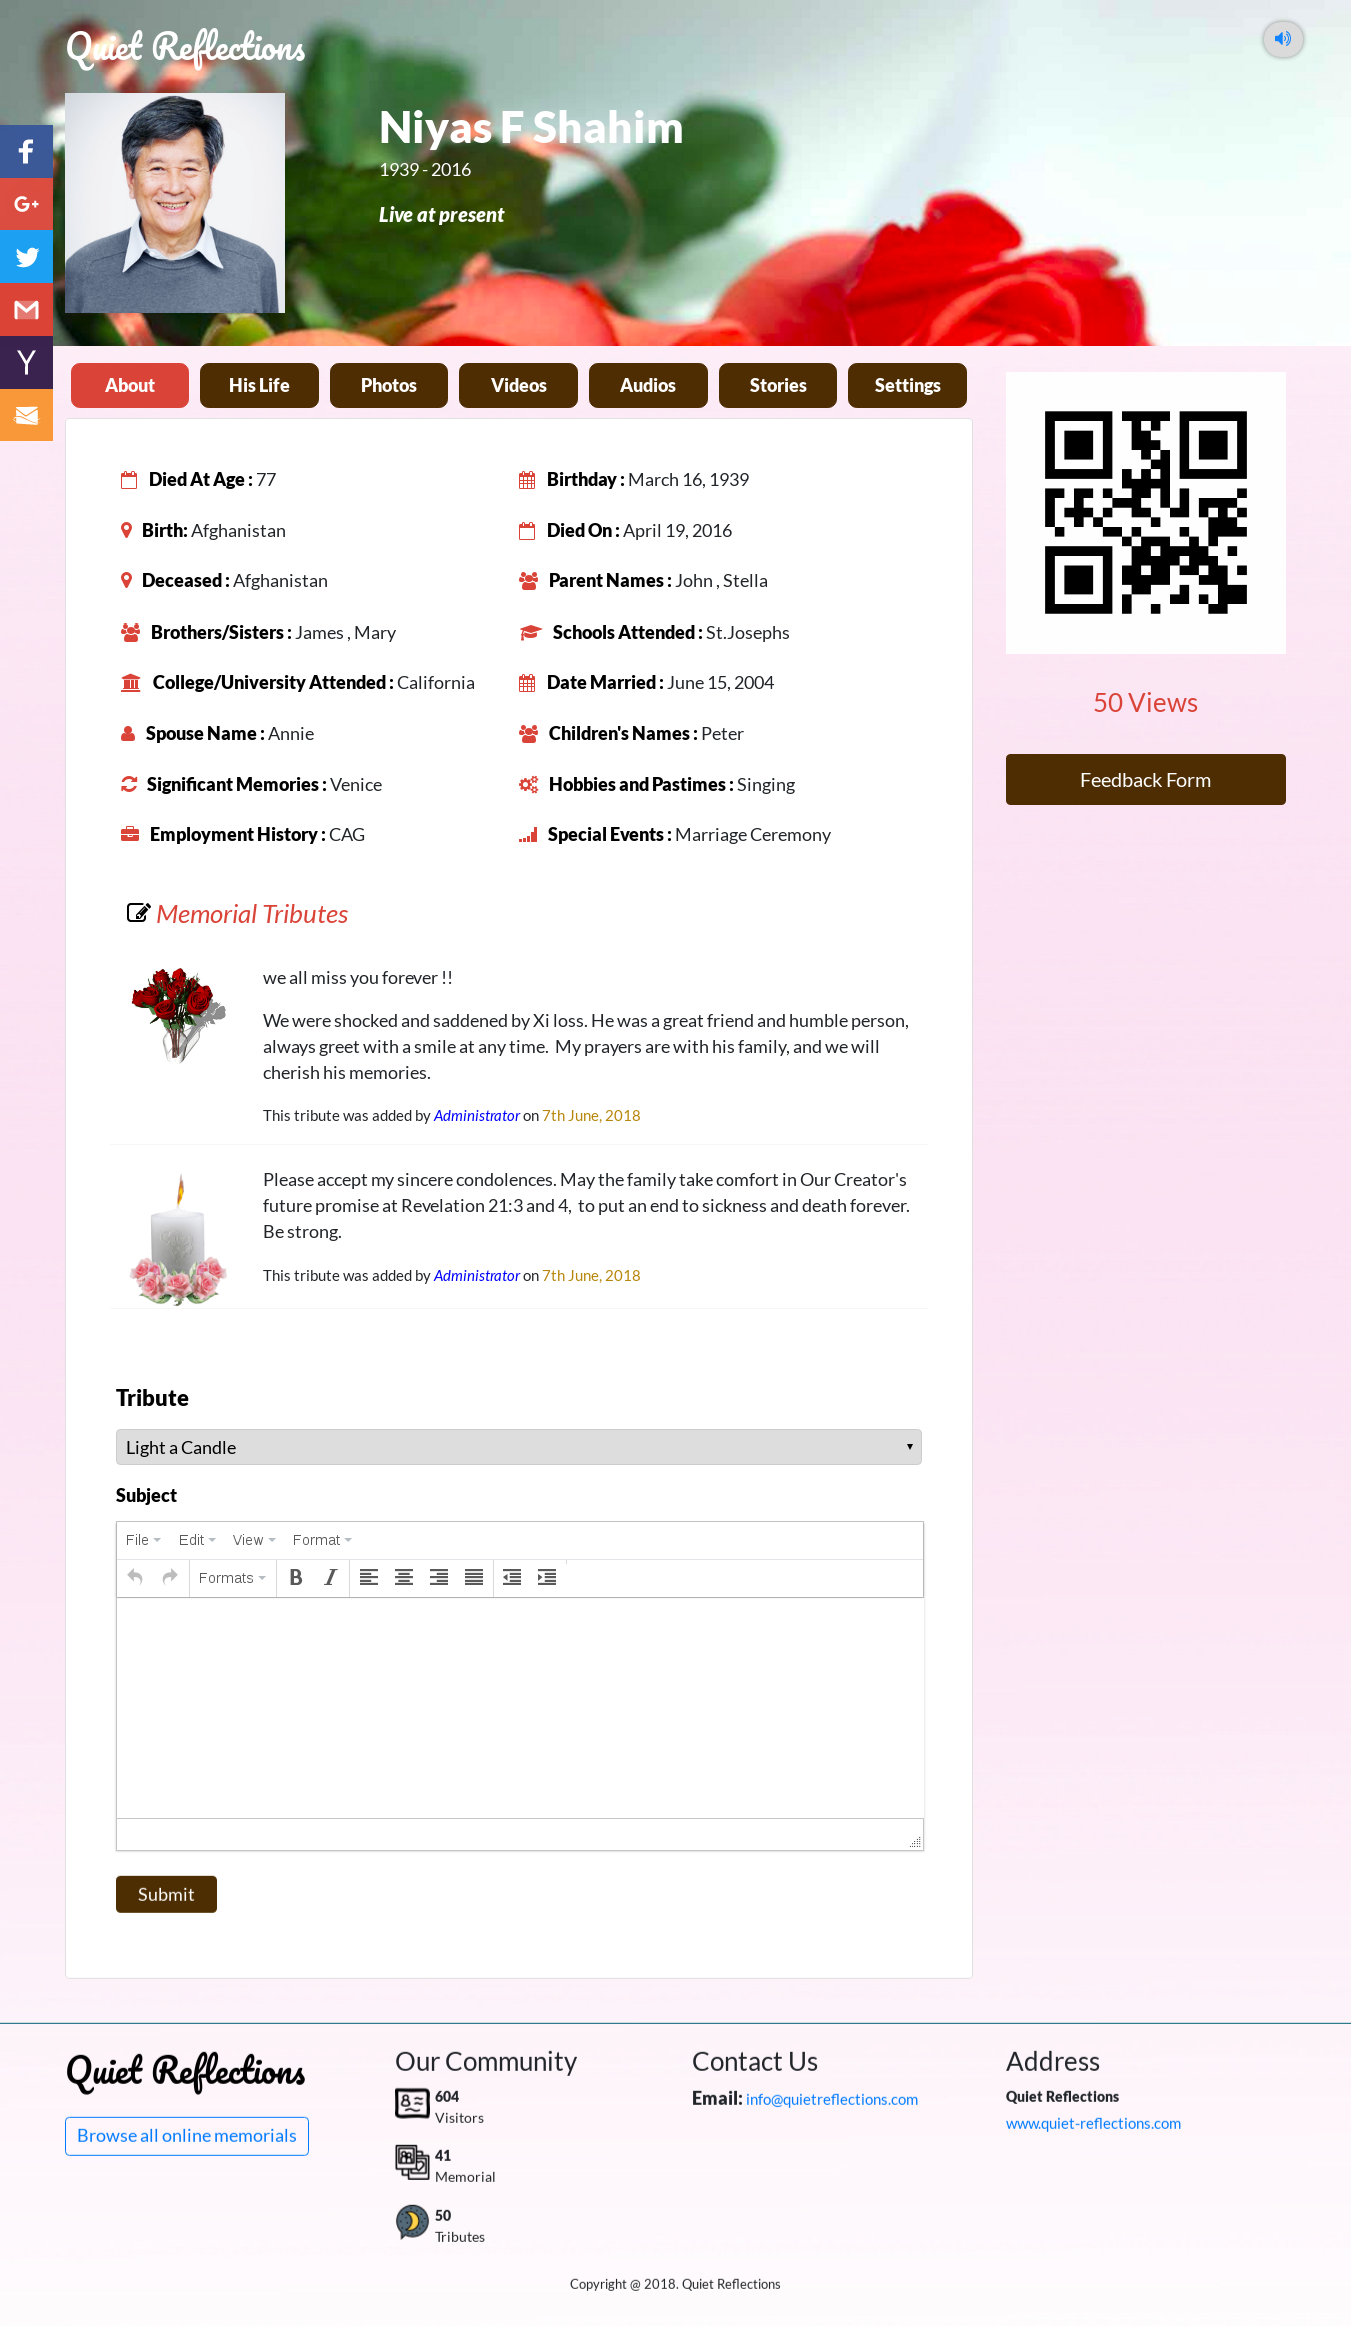 Quiet Reflections
Niyas F Shahim
1939 - 2016
Live at present
About His Life Photos Videos Audios Stories Settings
Died At Age : 77
Birthday : March 16, 1939
Birth: Afghanistan
Died On : April 19, 2016
Deceased : Afghanistan
Parent Names : John , Stella
Brothers/Sisters : James , Mary
Schools Attended : St.Josephs
College/University Attended : California
Date Married : June 15, 2004
Spouse Name : Annie
Children's Names : Peter
Significant Memories : Venice
Hobbies and Pastimes : Singing
Employment History : CAG
Special Events : Marriage Ceremony
50 Views
Feedback Form
Memorial Tributes
we all miss you forever !!
We were shocked and saddened by Xi loss. He was a great friend and humble person,
always greet with a smile at any time.  My prayers are with his family, and we will
cherish his memories.
This tribute was added by Administrator on 7th June, 2018
Please accept my sincere condolences. May the family take comfort in Our Creator's
future promise at Revelation 21:3 and 4,  to put an end to sickness and death forever.
Be strong.
This tribute was added by Administrator on 7th June, 2018
Tribute
Light a Candle
Subject
File Edit View Format
Formats B I
Submit
Quiet Reflections
Browse all online memorials
Our Community
604
Visitors
41
Memorial
50
Tributes
Contact Us
Email: info@quietreflections.com
Address
Quiet Reflections
www.quiet-reflections.com
Copyright @ 2018. Quiet Reflections